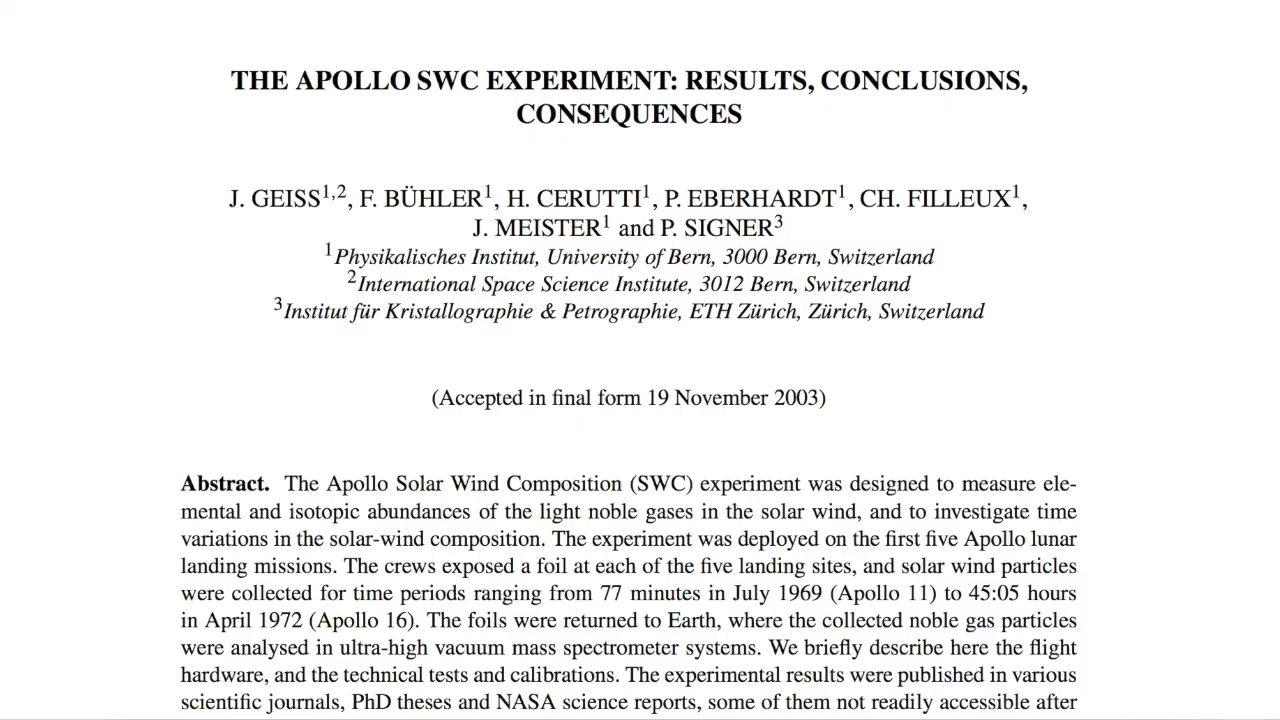 THE APOLLO SWC EXPERIMENT: RESULTS, CONCLUSIONS,
CONSEQUENCES
J. GEISS1,2, F. BÜHLER1, H. CERUTTI1, P. EBERHARDT1, CH. FILLEUX1,
J. MEISTER1 and P. SIGNER3
1Physikalisches Institut, University of Bern, 3000 Bern, Switzerland
2International Space Science Institute, 3012 Bern, Switzerland
3Institut für Kristallographie & Petrographie, ETH Zürich, Zürich, Switzerland
(Accepted in final form 19 November 2003)
Abstract. The Apollo Solar Wind Composition (SWC) experiment was designed to measure ele-
mental and isotopic abundances of the light noble gases in the solar wind, and to investigate time
variations in the solar-wind composition. The experiment was deployed on the first five Apollo lunar
landing missions. The crews exposed a foil at each of the five landing sites, and solar wind particles
were collected for time periods ranging from 77 minutes in July 1969 (Apollo 11) to 45:05 hours
in April 1972 (Apollo 16). The foils were returned to Earth, where the collected noble gas particles
were analysed in ultra-high vacuum mass spectrometer systems. We briefly describe here the flight
hardware, and the technical tests and calibrations. The experimental results were published in various
scientific journals, PhD theses and NASA science reports, some of them not readily accessible after